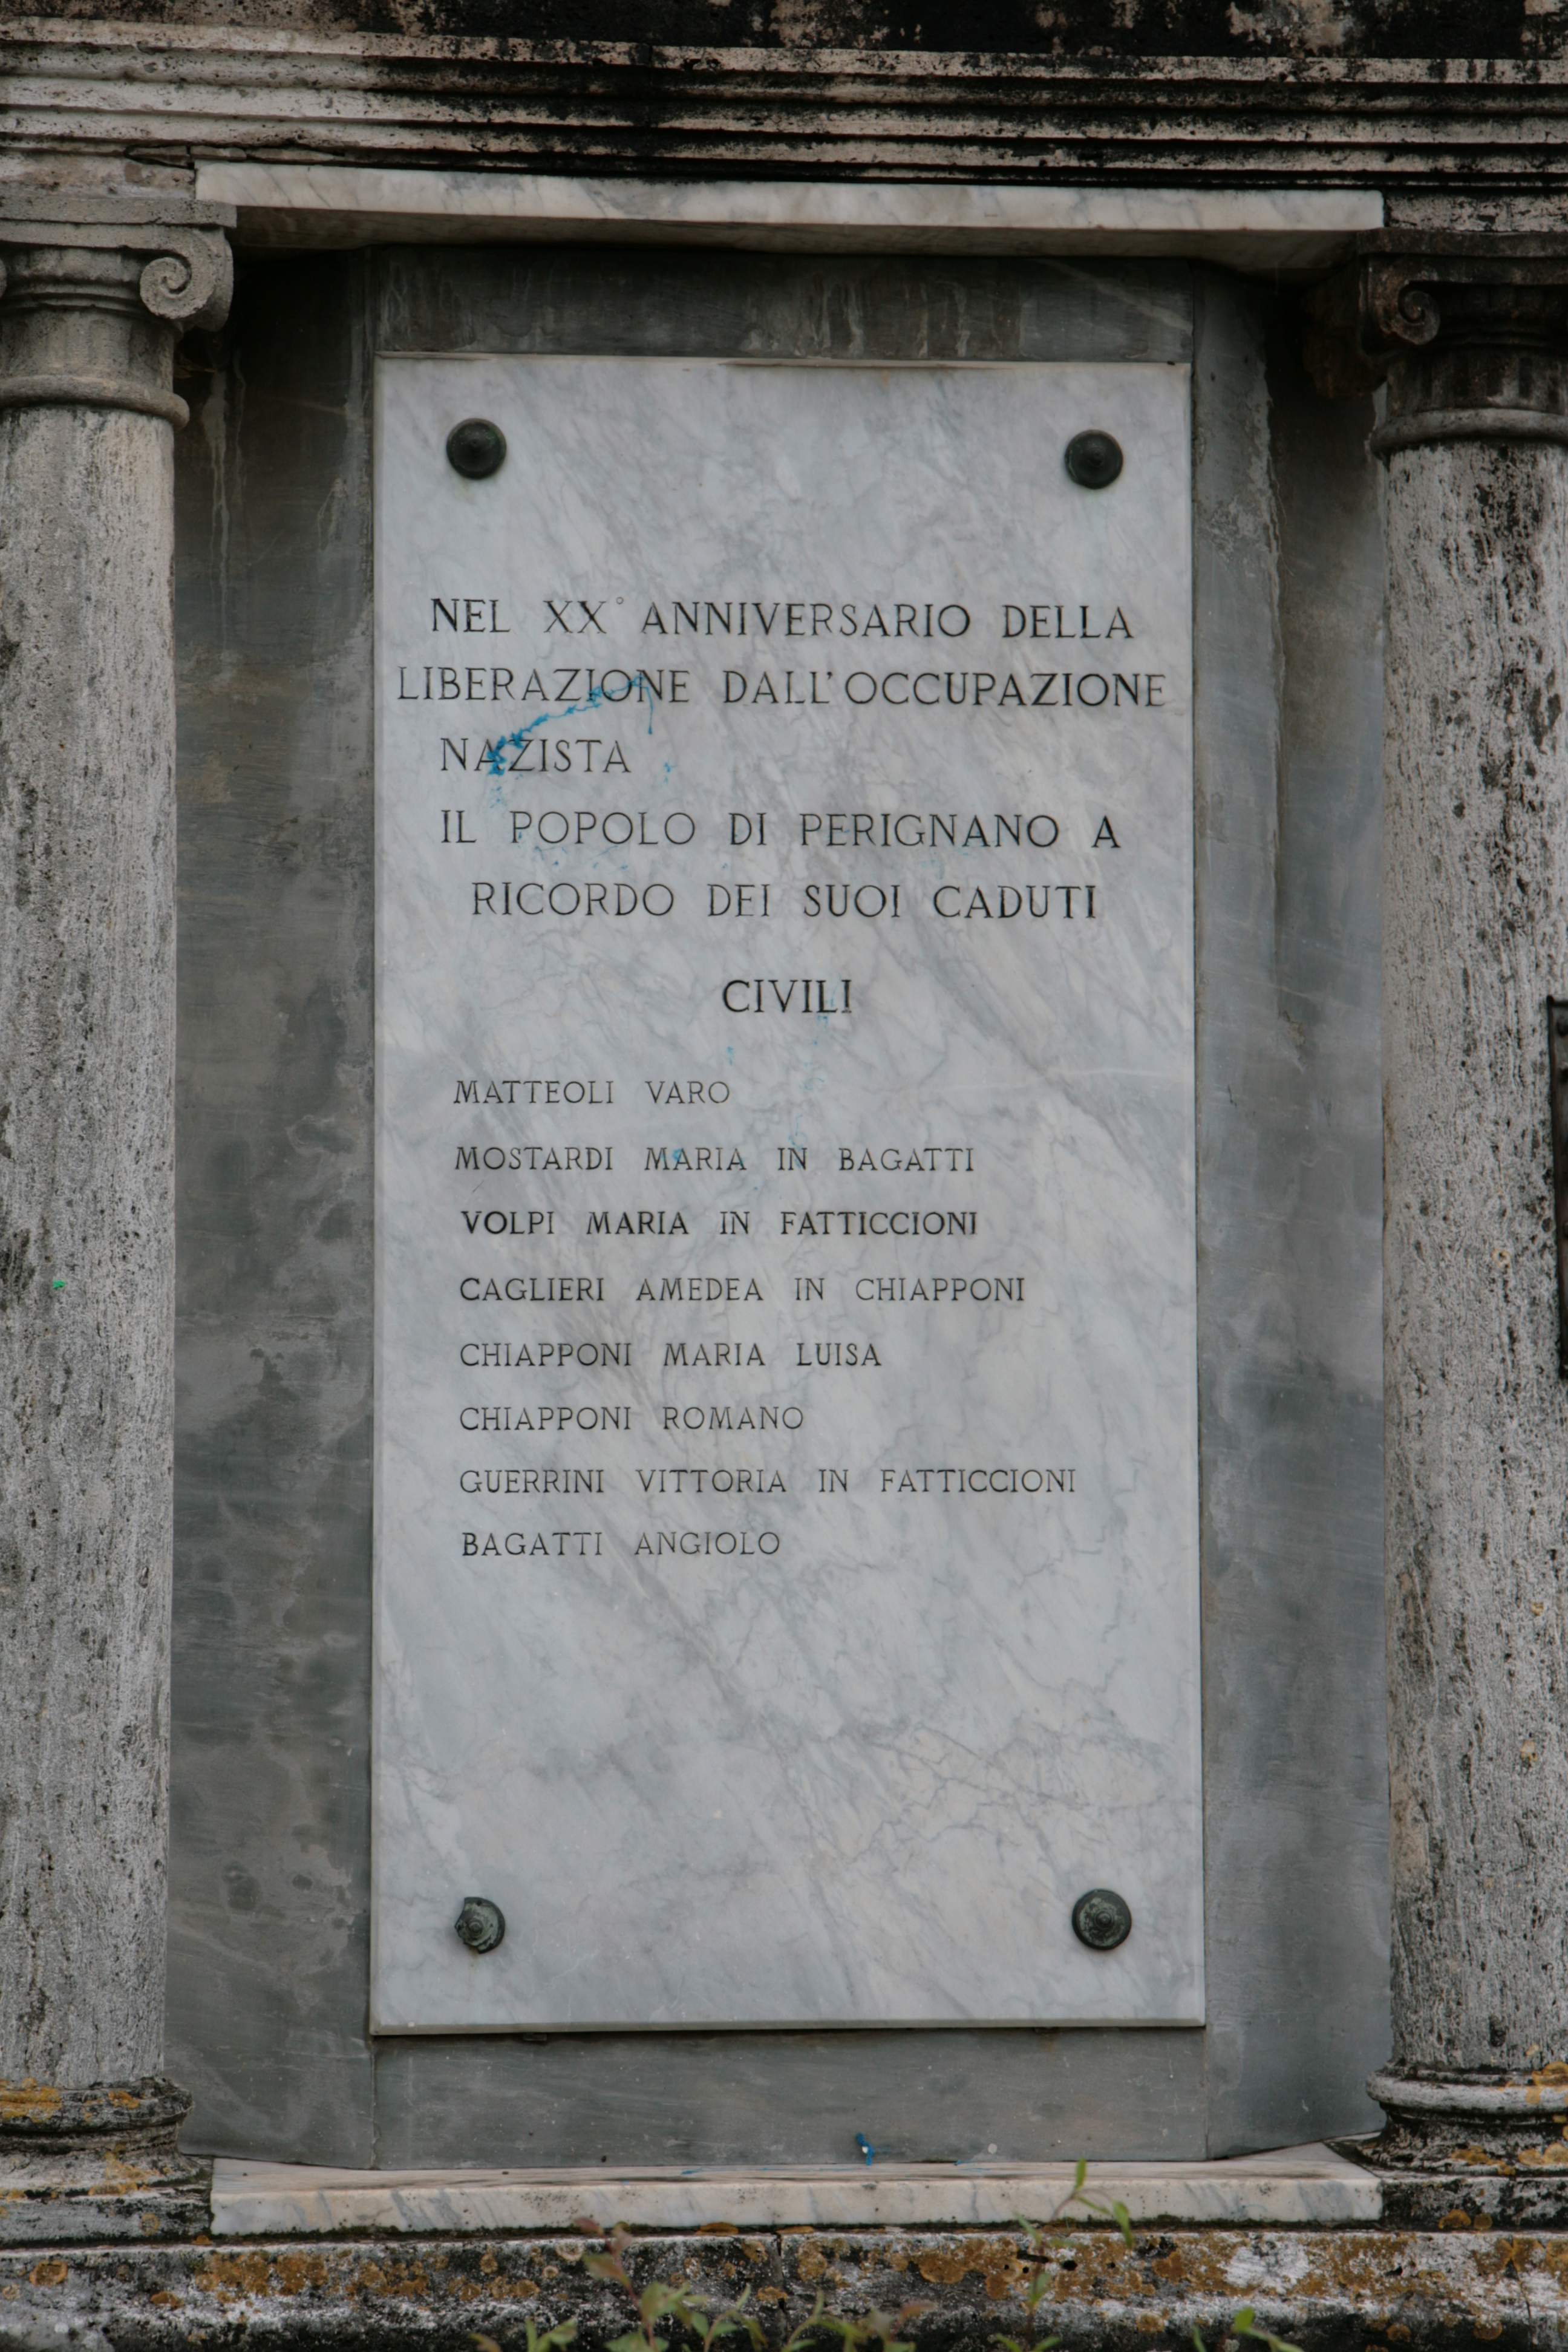 NEL XX° ANNIVERSARIO DELLA
LIBERAZIONE DALL'OCCUPAZIONE
NAZISTA
IL POPOLO DI PERIGNANO A
RICORDO DEI SUOI CADUTI
CIVILI
MATTEOLI VARO
MOSTARDI MARIA IN BAGATTI
VOLPI MARIA IN FATTICCIONI
CAGLIERI AMEDEA IN CHIAPPONI
CHIAPPONI MARIA LUISA
CHIAPPONI ROMANO
GUERRINI VITTORIA IN FATTICCIONI
BAGATTI ANGIOLO